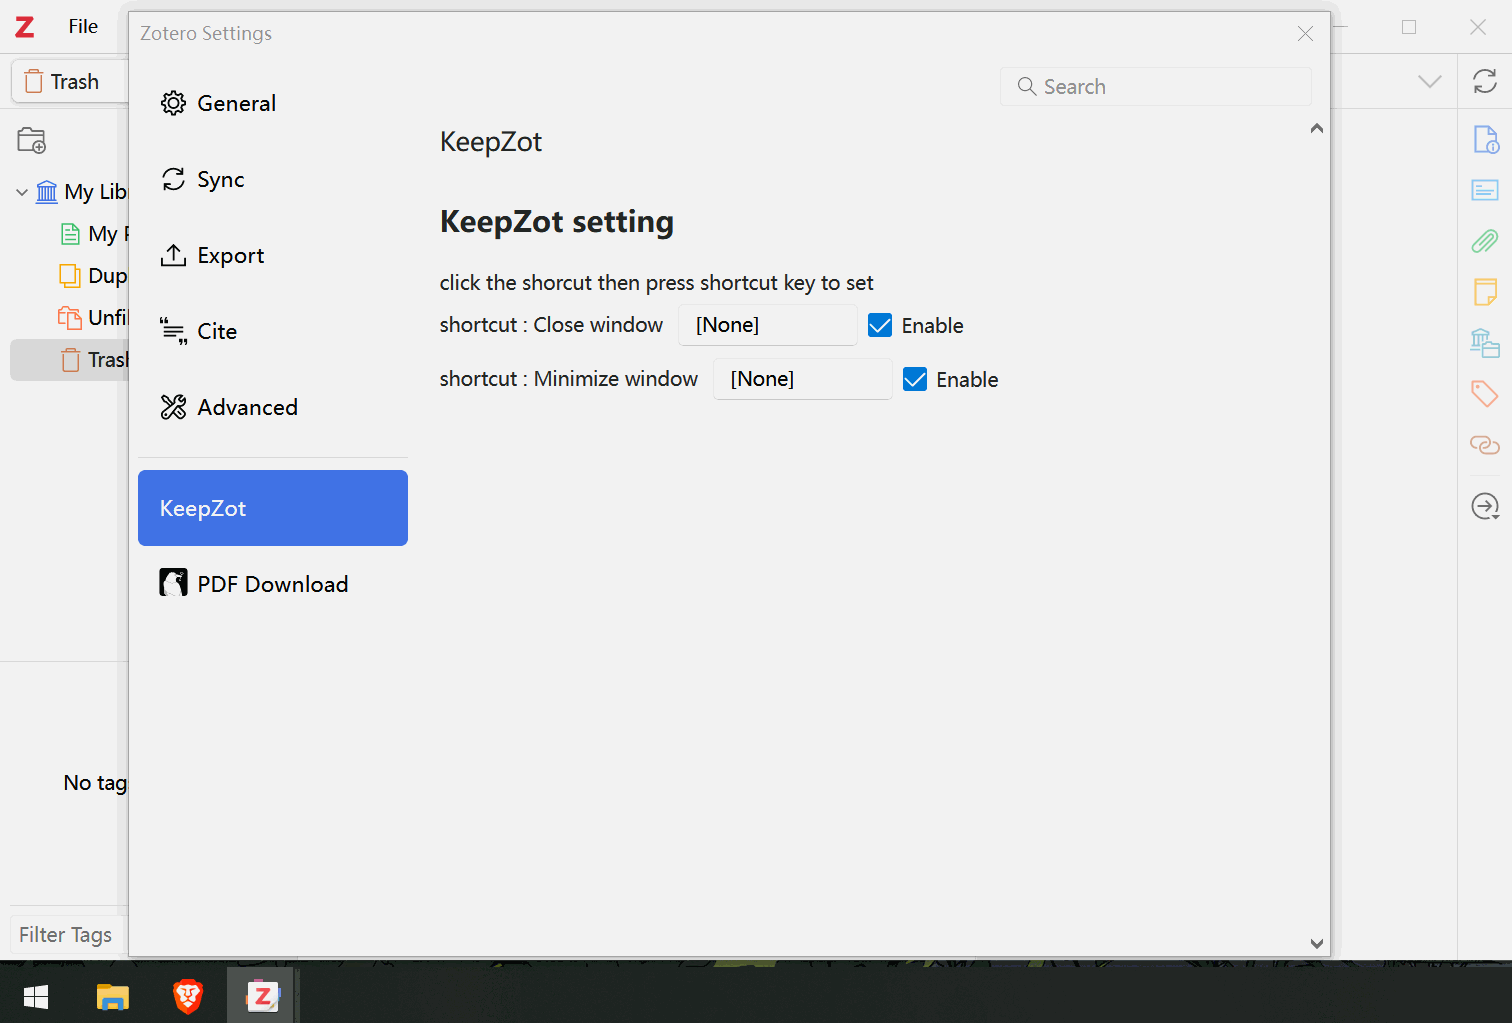 File
Zotero Settings
Trash
Search
General
KeepZot
Sync
My Lib
KeepZot setting
My
Export
Dup
click the shorcut then press shortcut key to set
Unfil
Cite
shortcut : Close window [None] Enable
Trash
shortcut : Minimize window [None] Enable
Advanced
KeepZot
PDF Download
No tag
Filter Tags